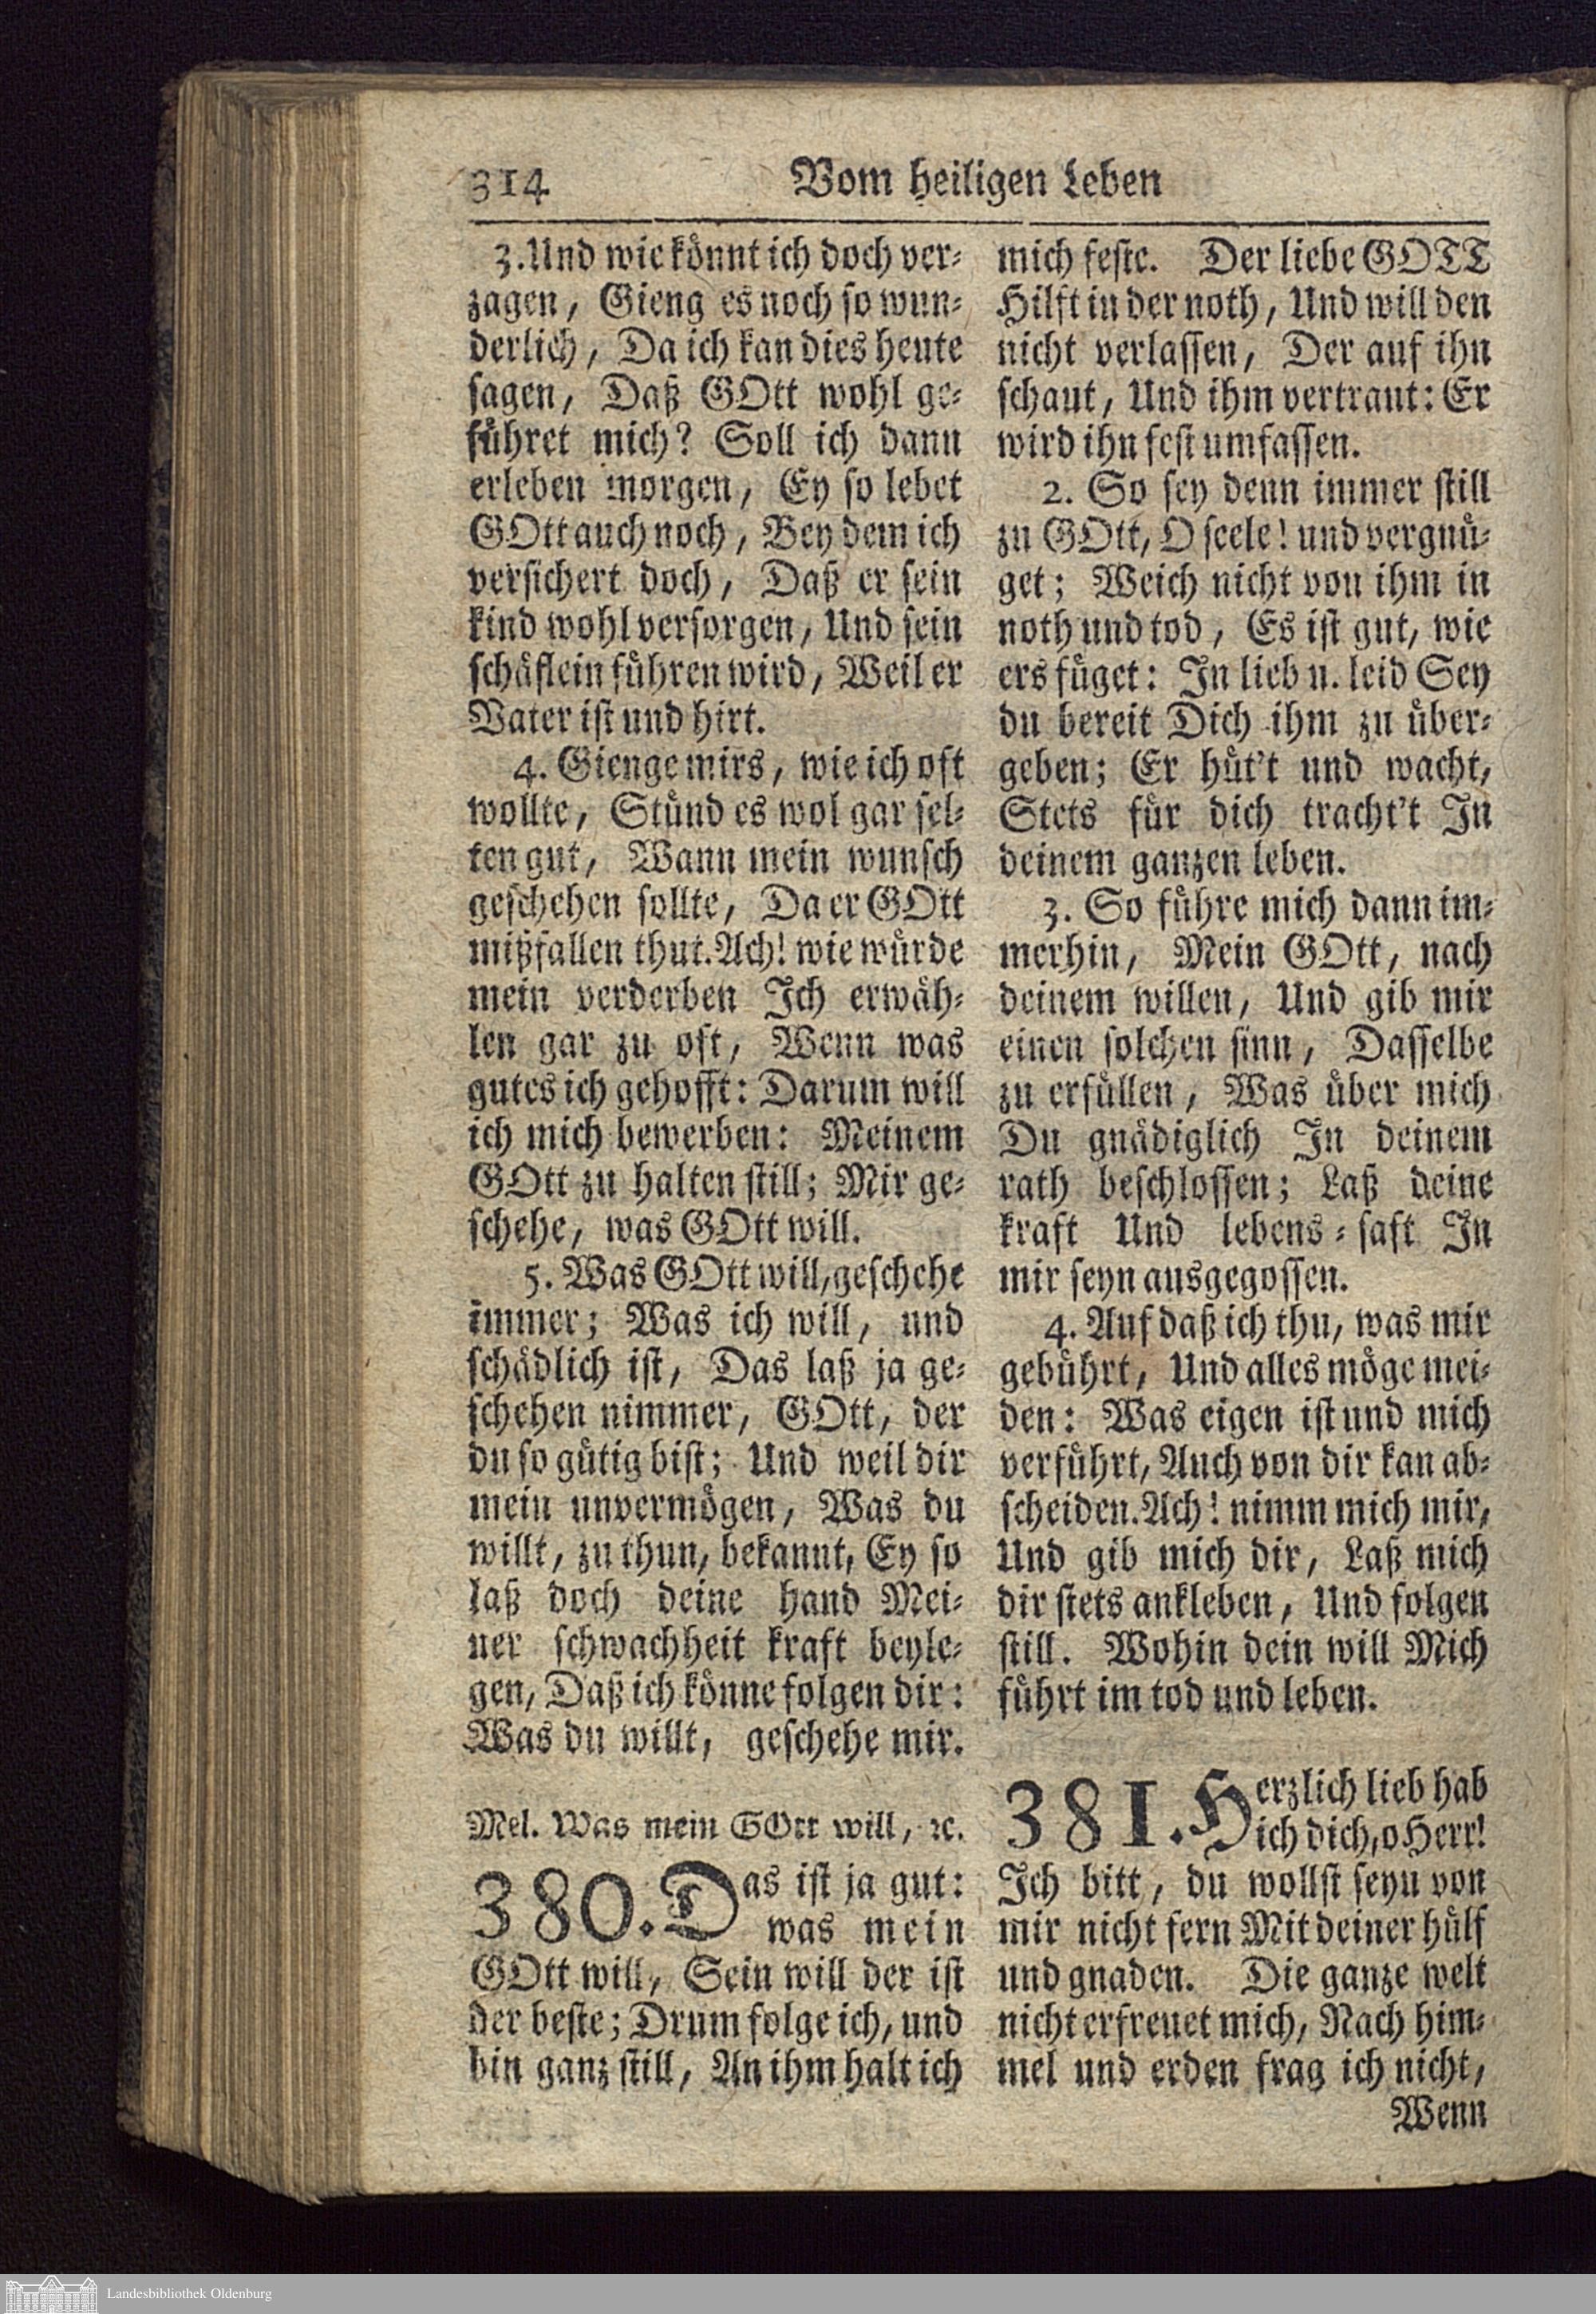 314 Vom heiligen Leben
3. Und wie könnt ich doch ver-
zagen, Gieng es noch so wun-
derlich, Da ich kan dies heute
sagen, Daß GOtt wohl ge-
führet mich? Soll ich dann
erleben morgen, Ey so lebet
GOtt auch noch, Bey dem ich
versichert doch, Daß er sein
kind wohl versorgen, Und sein
schäflein führen wird, Weil er
Vater ist und hirt.
4. Gienge mirs, wie ich oft
wollte, Stünd es wol gar sel-
ten gut, Wann mein wunsch
geschehen sollte, Da er GOtt
mißfallen thut. Ach! wie würde
mein verderben Ich erwäh-
len gar zu oft, Wenn was
gutes ich gehofft: Darum will
ich mich bewerben: Meinem
GOtt zu halten still; Mir ge-
schehe, was GOtt will.
5. Was GOtt will, geschehe
immer; Was ich will, und
schädlich ist, Das laß ja ge-
schehen nimmer, GOtt, der
du so gütig bist; Und weil dir
mein unvermögen, Was du
willt, zu thun, bekannt, Ey so
laß doch deine hand Mei-
ner schwachheit kraft beyle-
gen, Daß ich könne folgen dir:
Was du willt, geschehe mir.
Mel. Was mein GOtt will, ꝛc.
380. Das ist ja gut:
was mein
GOtt will, Sein will der ist
der beste; Drum folge ich, und
bin ganz still, An ihm halt ich
mich feste. Der liebe GOTT
Hilft in der noth, Und will den
nicht verlassen, Der auf ihn
schaut, Und ihm vertraut: Er
wird ihn fest umfassen.
2. So sey denn immer still
zu GOtt, O seele! und vergnü-
get; Weich nicht von ihm in
noth und tod, Es ist gut, wie
ers füget: In lieb u. leid Sey
du bereit Dich ihm zu über-
geben; Er hüt't und wacht,
Stets für dich tracht't In
deinem ganzen leben.
3. So führe mich dann im-
merhin, Mein GOtt, nach
deinem willen, Und gib mir
einen solchen sinn, Dasselbe
zu erfüllen, Was über mich
Du gnädiglich In deinem
rath beschlossen; Laß deine
kraft Und lebens-saft In
mir seyn ausgegossen.
4. Auf daß ich thu, was mir
gebührt, Und alles möge mei-
den: Was eigen ist und mich
verführt, Auch von dir kan ab-
scheiden. Ach! nimm mich mir,
Und gib mich dir, Laß mich
dir stets ankleben, Und folgen
still. Wohin dein will Mich
führt im tod und leben.
381. Herzlich lieb hab
ich dich, o Herr!
Ich bitt, du wollst seyn von
mir nicht fern Mit deiner hülf
und gnaden. Die ganze welt
nicht erfreuet mich, Nach him-
mel und erden frag ich nicht,
Wenn
Landesbibliothek Oldenburg